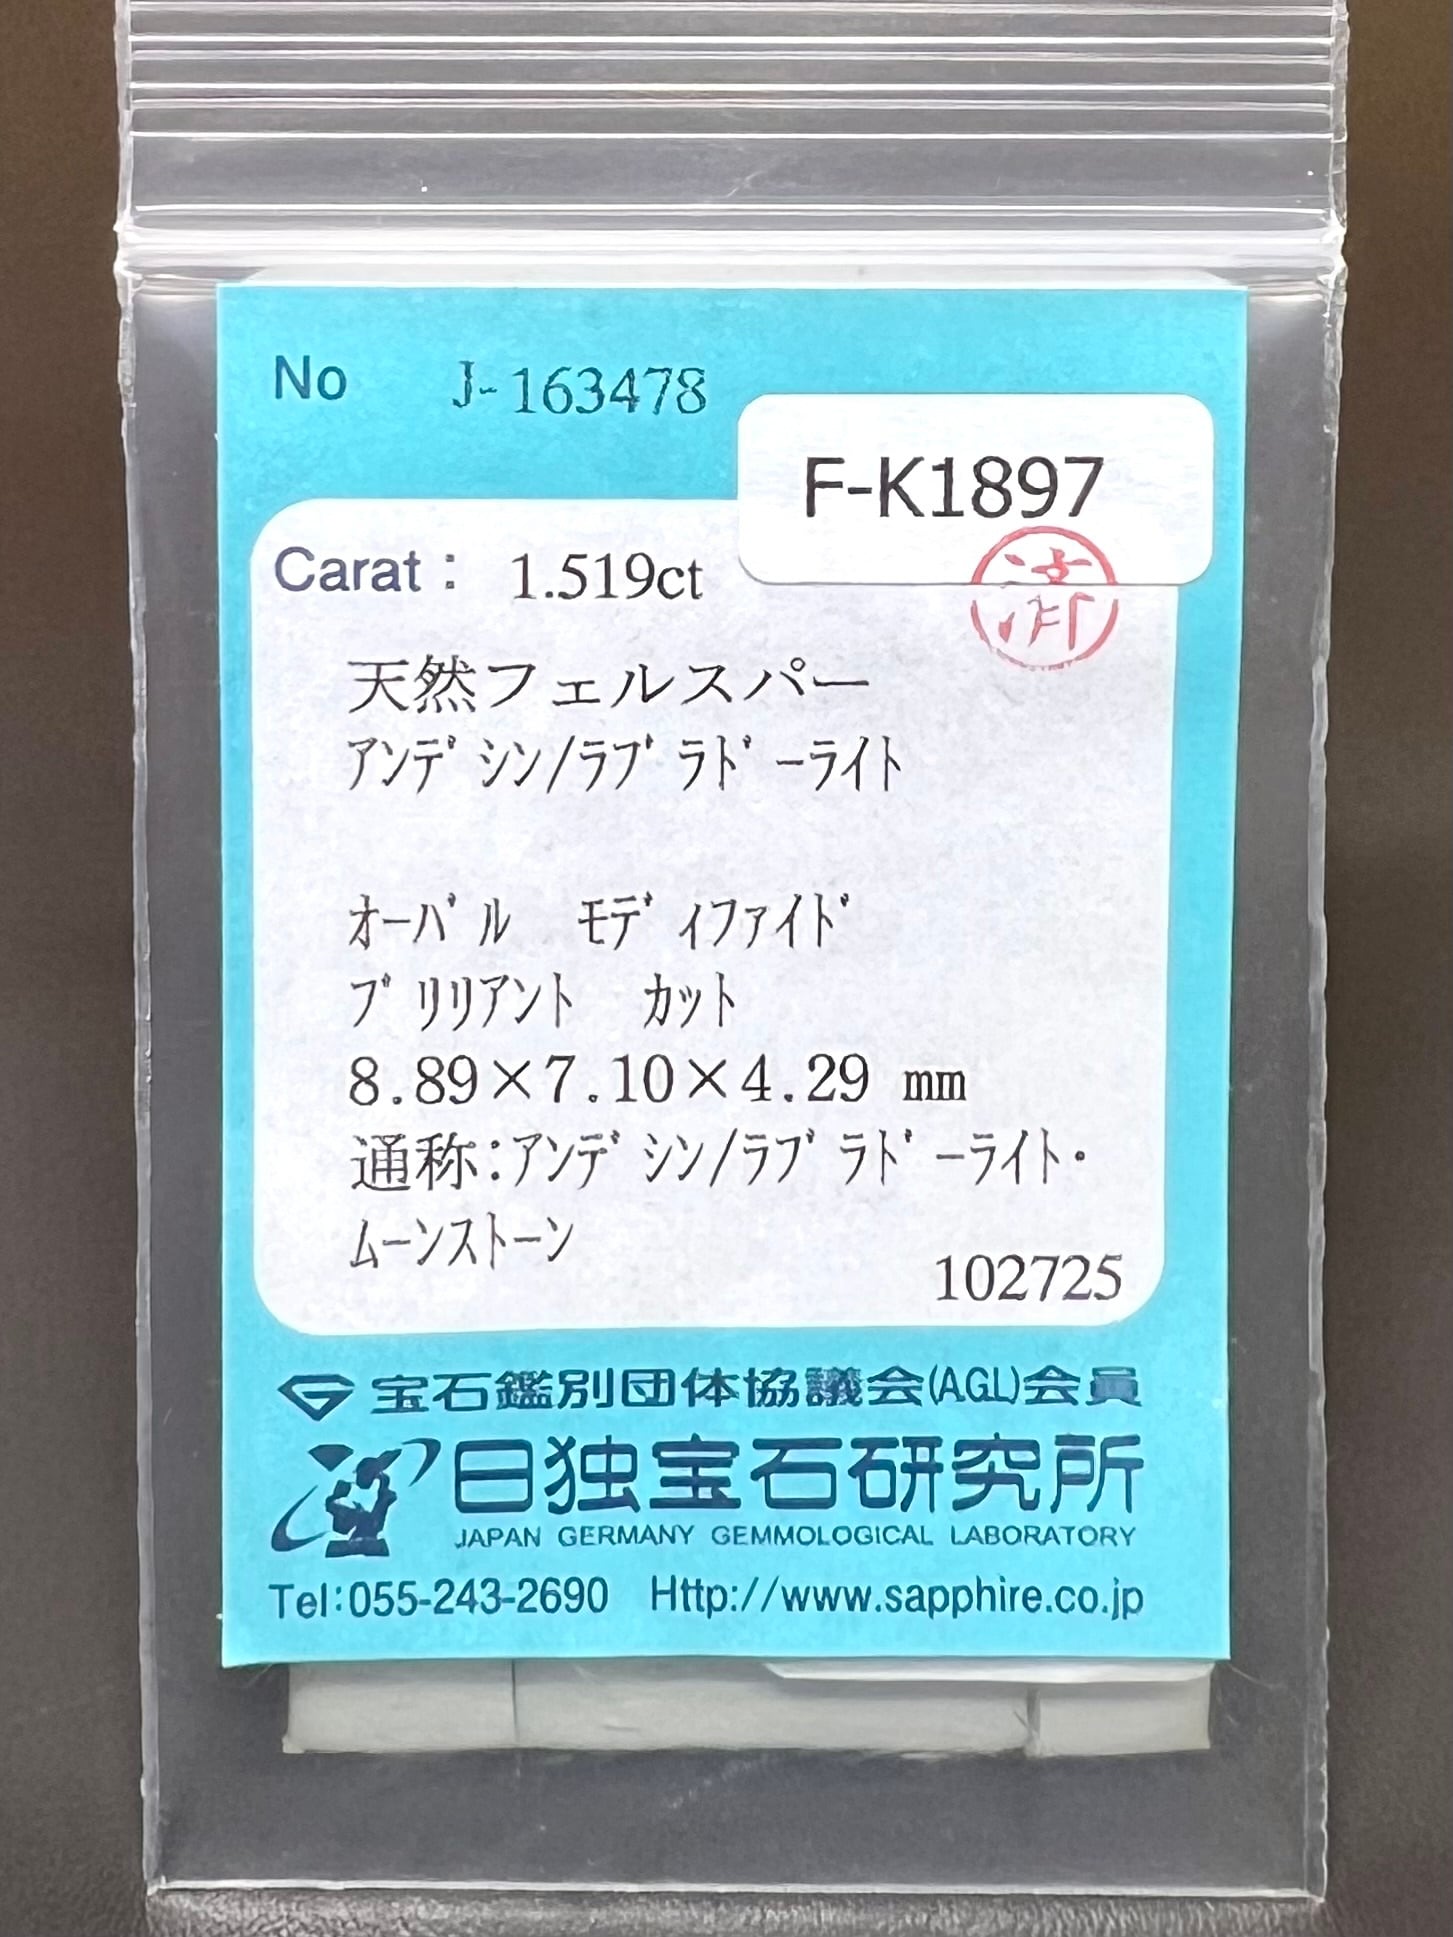 No J-163478
F-K1897
済
Carat: 1.519ct
天然フェルスパー
ｱﾝﾃﾞｼﾝ/ﾗﾌﾞﾗﾄﾞｰﾗｲﾄ
ｵｰﾊﾞﾙ ﾓﾃﾞｨﾌｧｲﾄﾞ
ﾌﾞﾘﾘｱﾝﾄ ｶｯﾄ
8.89×7.10×4.29 mm
通称:ｱﾝﾃﾞｼﾝ/ﾗﾌﾞﾗﾄﾞｰﾗｲﾄ･
ﾑｰﾝｽﾄｰﾝ
102725
宝石鑑別団体協議会(AGL)会員
日独宝石研究所
JAPAN GERMANY GEMMOLOGICAL LABORATORY
Tel:055-243-2690 Http://www.sapphire.co.jp